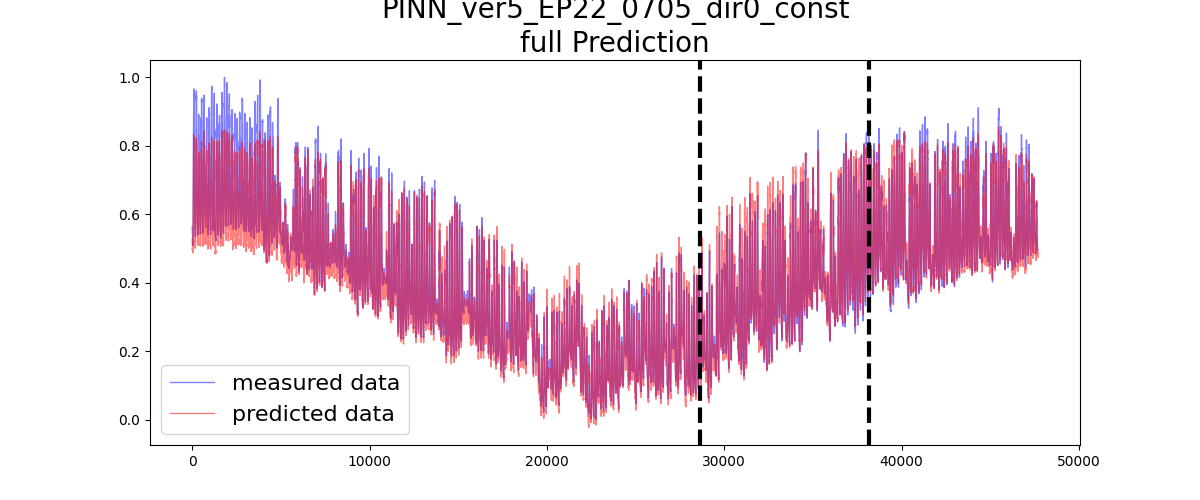 PINN_ver5_EP22_0705_dir0_const
full Prediction
1.0
0.8
0.6
0.4
0.2
0.0
measured data
predicted data
0 10000 20000 30000 40000 50000